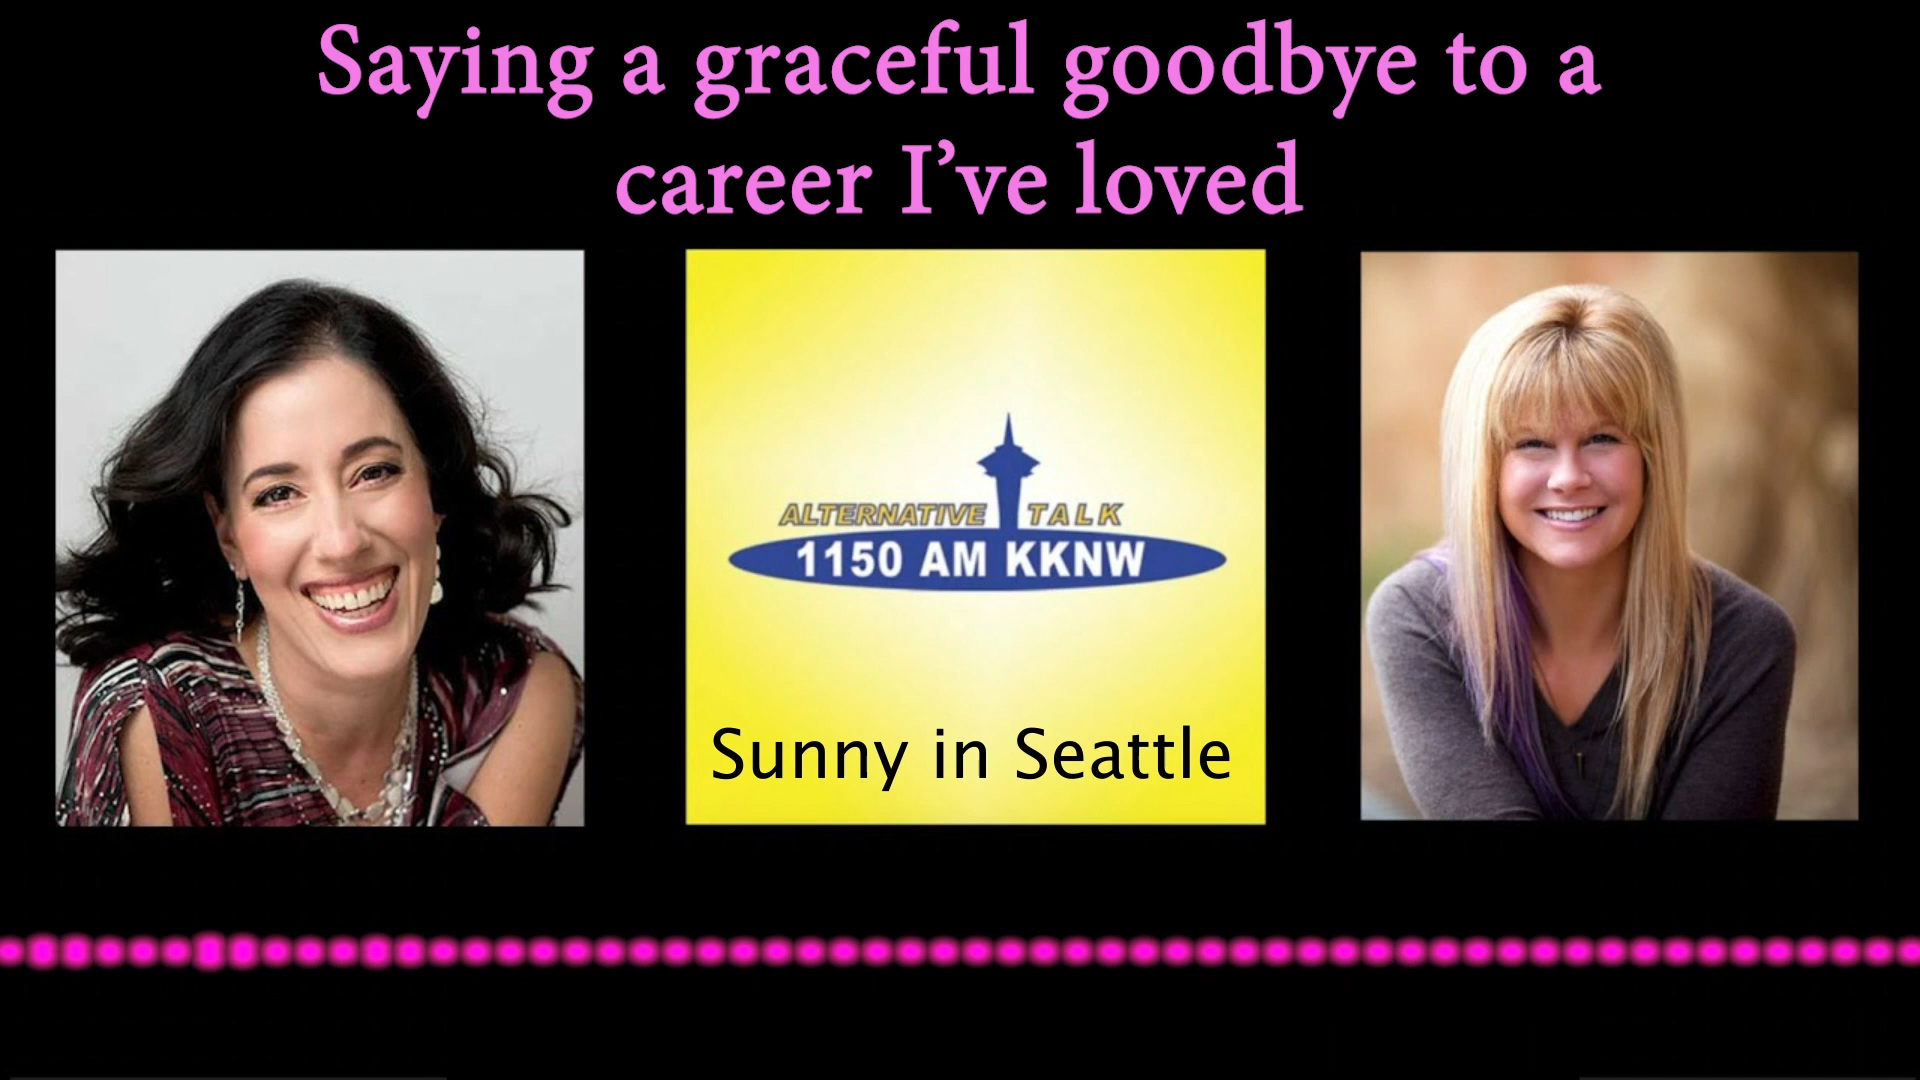 Saying a graceful goodbye to a
career I’ve loved
ALTERNATIVE TALK
1150 AM KKNW
Sunny in Seattle